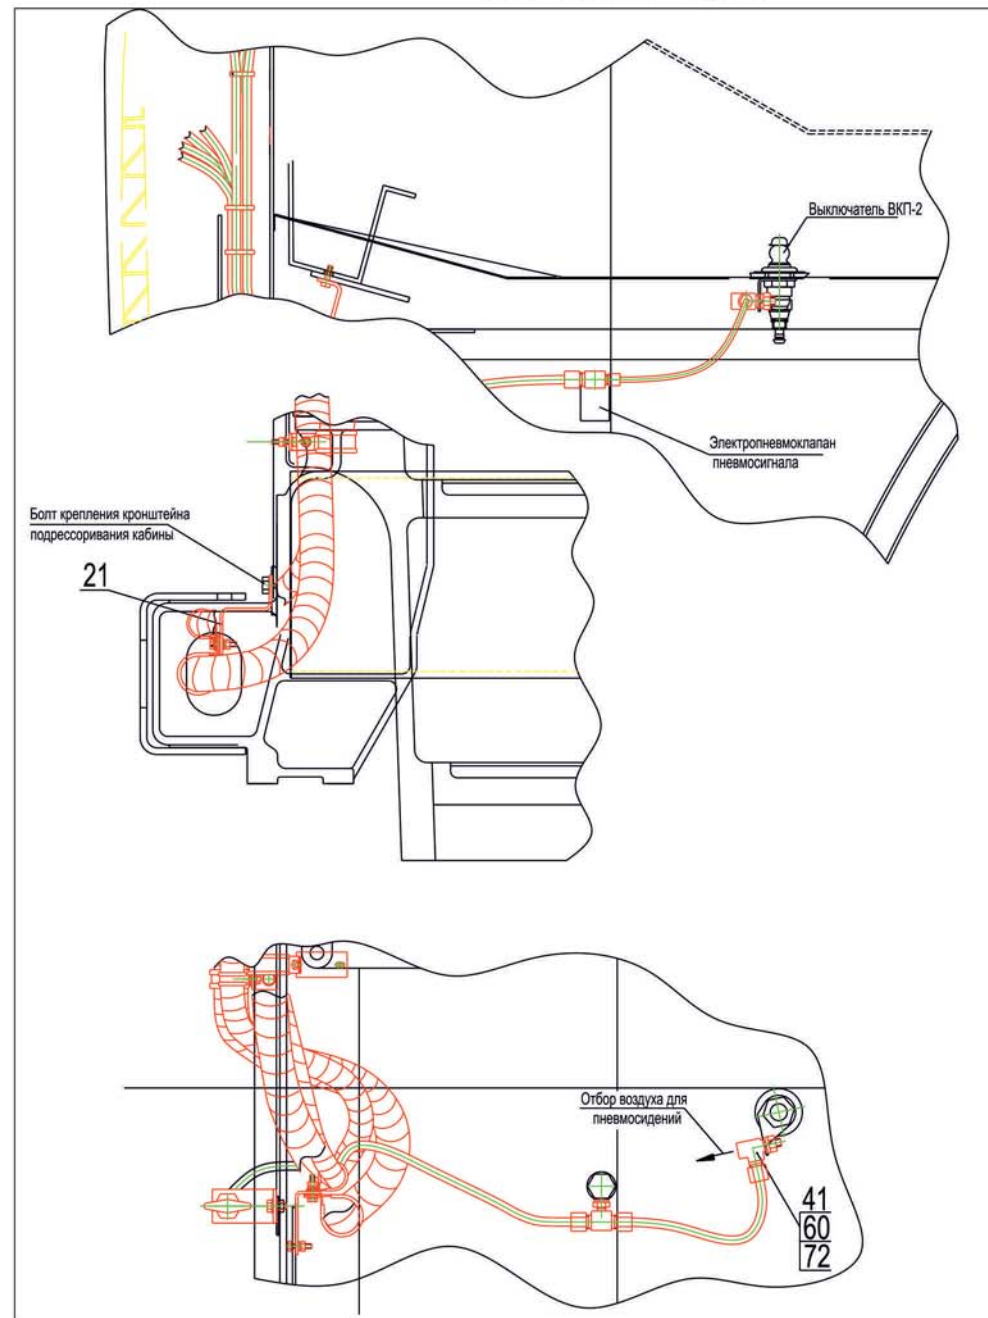 Выключатель ВКП-2
Электропневмоклапан
пневмосигнала
Болт крепления кронштейна
подрессоривания кабины
21
Отбор воздуха для
пневмосидений
41
60
72